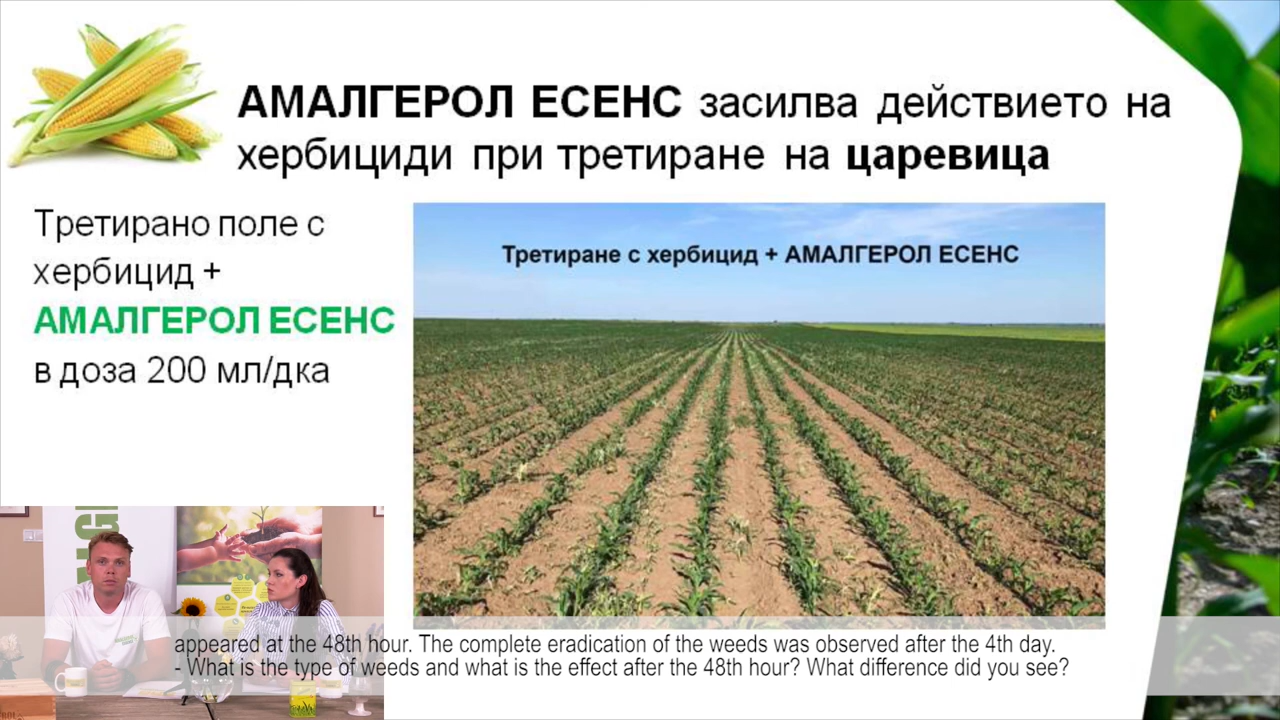 АМАЛГЕРОЛ ЕСЕНС засилва действието на
хербициди при третиране на царевица
Третирано поле с
хербицид +
АМАЛГЕРОЛ ЕСЕНС
в доза 200 мл/дка
Третиране с хербицид + АМАЛГЕРОЛ ЕСЕНС
appeared at the 48th hour. The complete eradication of the weeds was observed after the 4th day.
- What is the type of weeds and what is the effect after the 48th hour? What difference did you see?